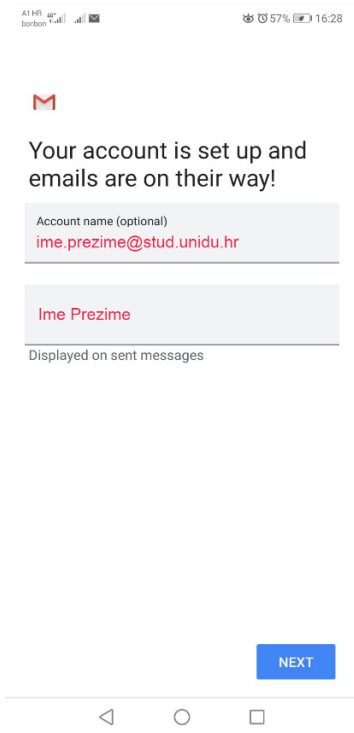 A1 HR 4G+ 57% 16:28
borbon
Your account is set up and
emails are on their way!
Account name (optional)
ime.prezime@stud.unidu.hr
Ime Prezime
Displayed on sent messages
NEXT